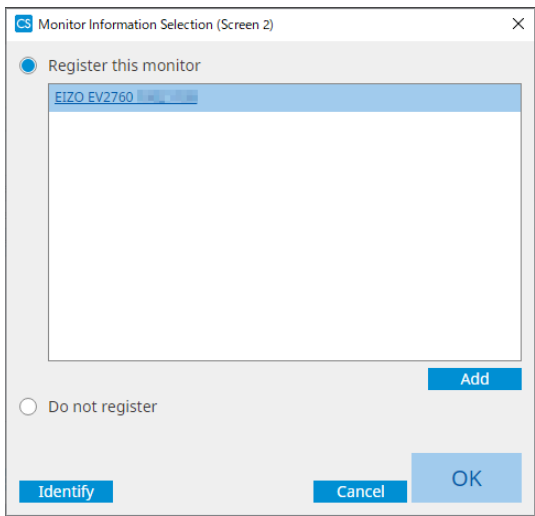 CS Monitor Information Selection (Screen 2)
Register this monitor
EIZO EV2760
Add
Do not register
Identify
Cancel
OK